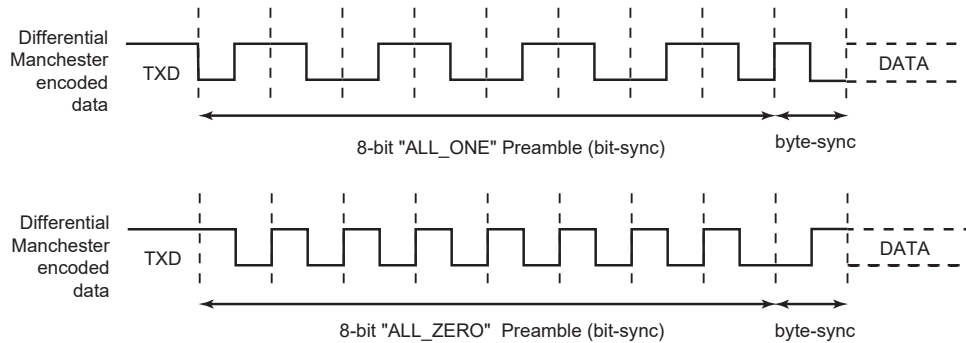 Differential
Manchester
encoded
data
TXD
DATA
8-bit "ALL_ONE" Preamble (bit-sync)
byte-sync
Differential
Manchester
encoded
data
TXD
DATA
8-bit "ALL_ZERO" Preamble (bit-sync)
byte-sync